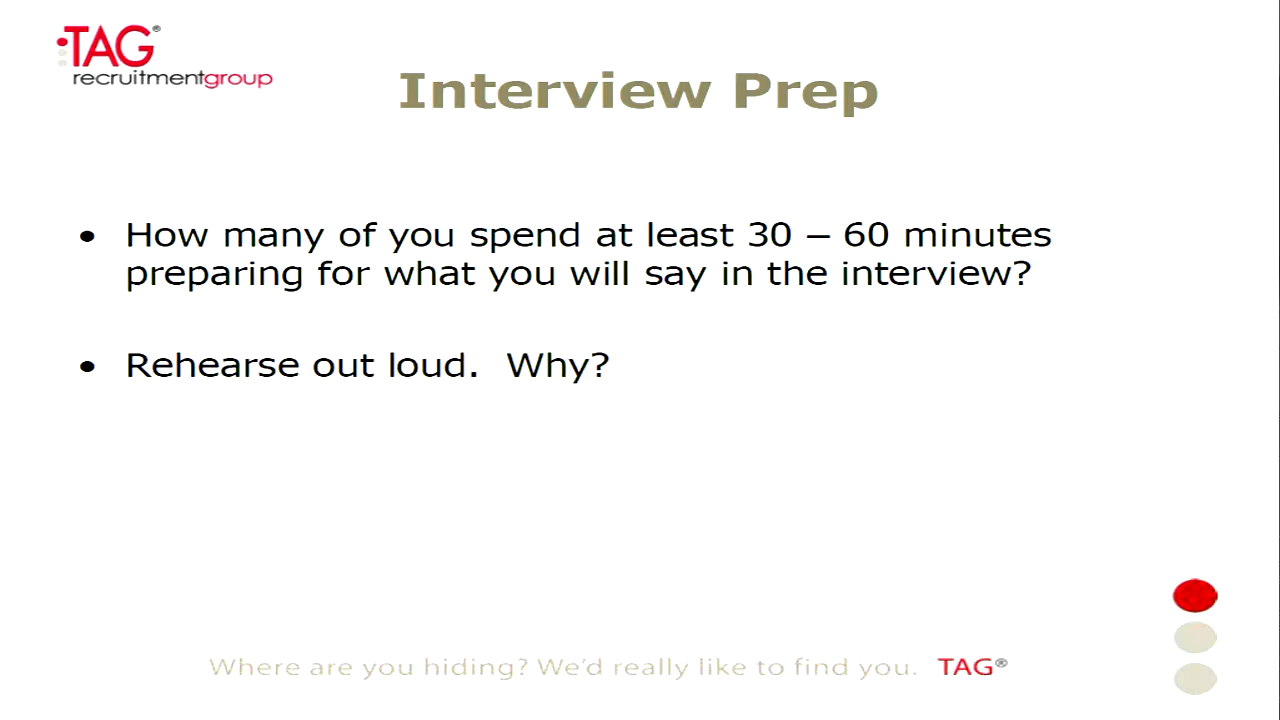 TAG®
recruitmentgroup
Interview Prep
• How many of you spend at least 30 – 60 minutes
preparing for what you will say in the interview?
• Rehearse out loud.  Why?
Where are you hiding? We'd really like to find you. TAG®